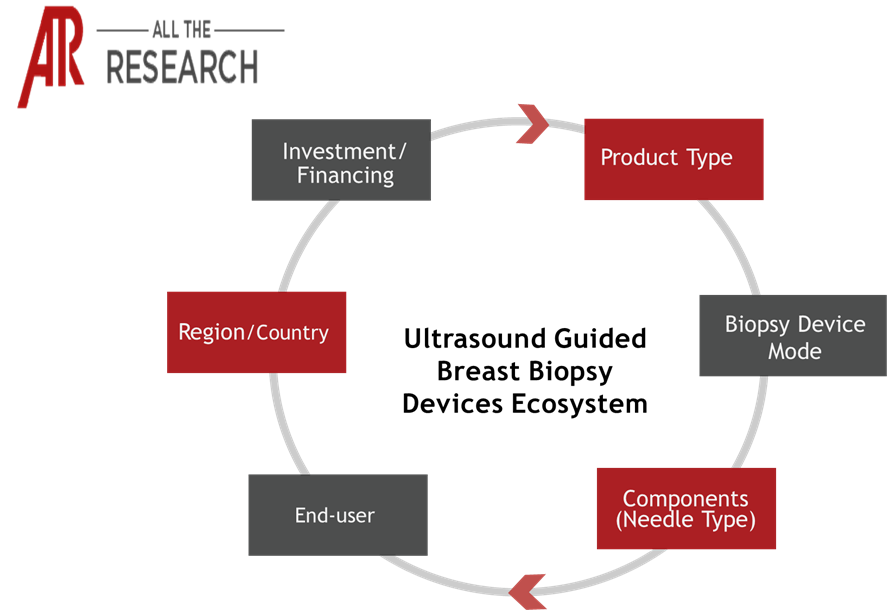 ALL THE
RESEARCH
Investment/
Financing
Product Type
Region/Country
Biopsy Device
Mode
Ultrasound Guided
Breast Biopsy
Devices Ecosystem
End-user
Components
(Needle Type)